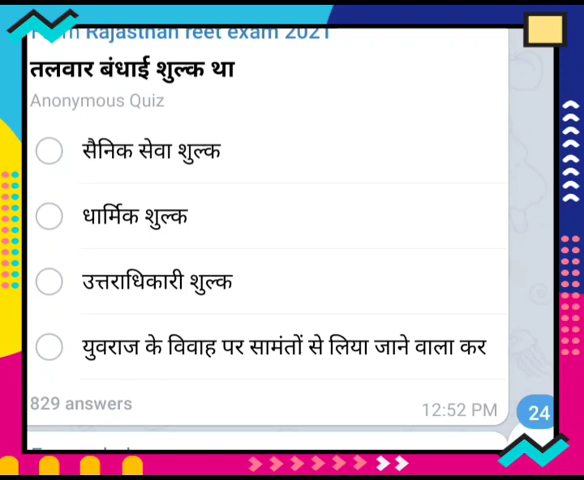 Rajasthan reet exam 2021
तलवार बंधाई शुल्क था
Anonymous Quiz
सैनिक सेवा शुल्क
धार्मिक शुल्क
उत्तराधिकारी शुल्क
युवराज के विवाह पर सामंतों से लिया जाने वाला कर
829 answers
12:52 PM
24